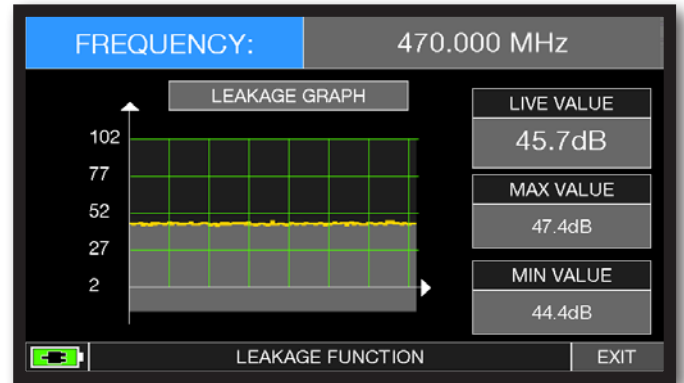 FREQUENCY: 470.000 MHz
LEAKAGE GRAPH
102
77
52
27
2
LIVE VALUE
45.7dB
MAX VALUE
47.4dB
MIN VALUE
44.4dB
LEAKAGE FUNCTION
EXIT